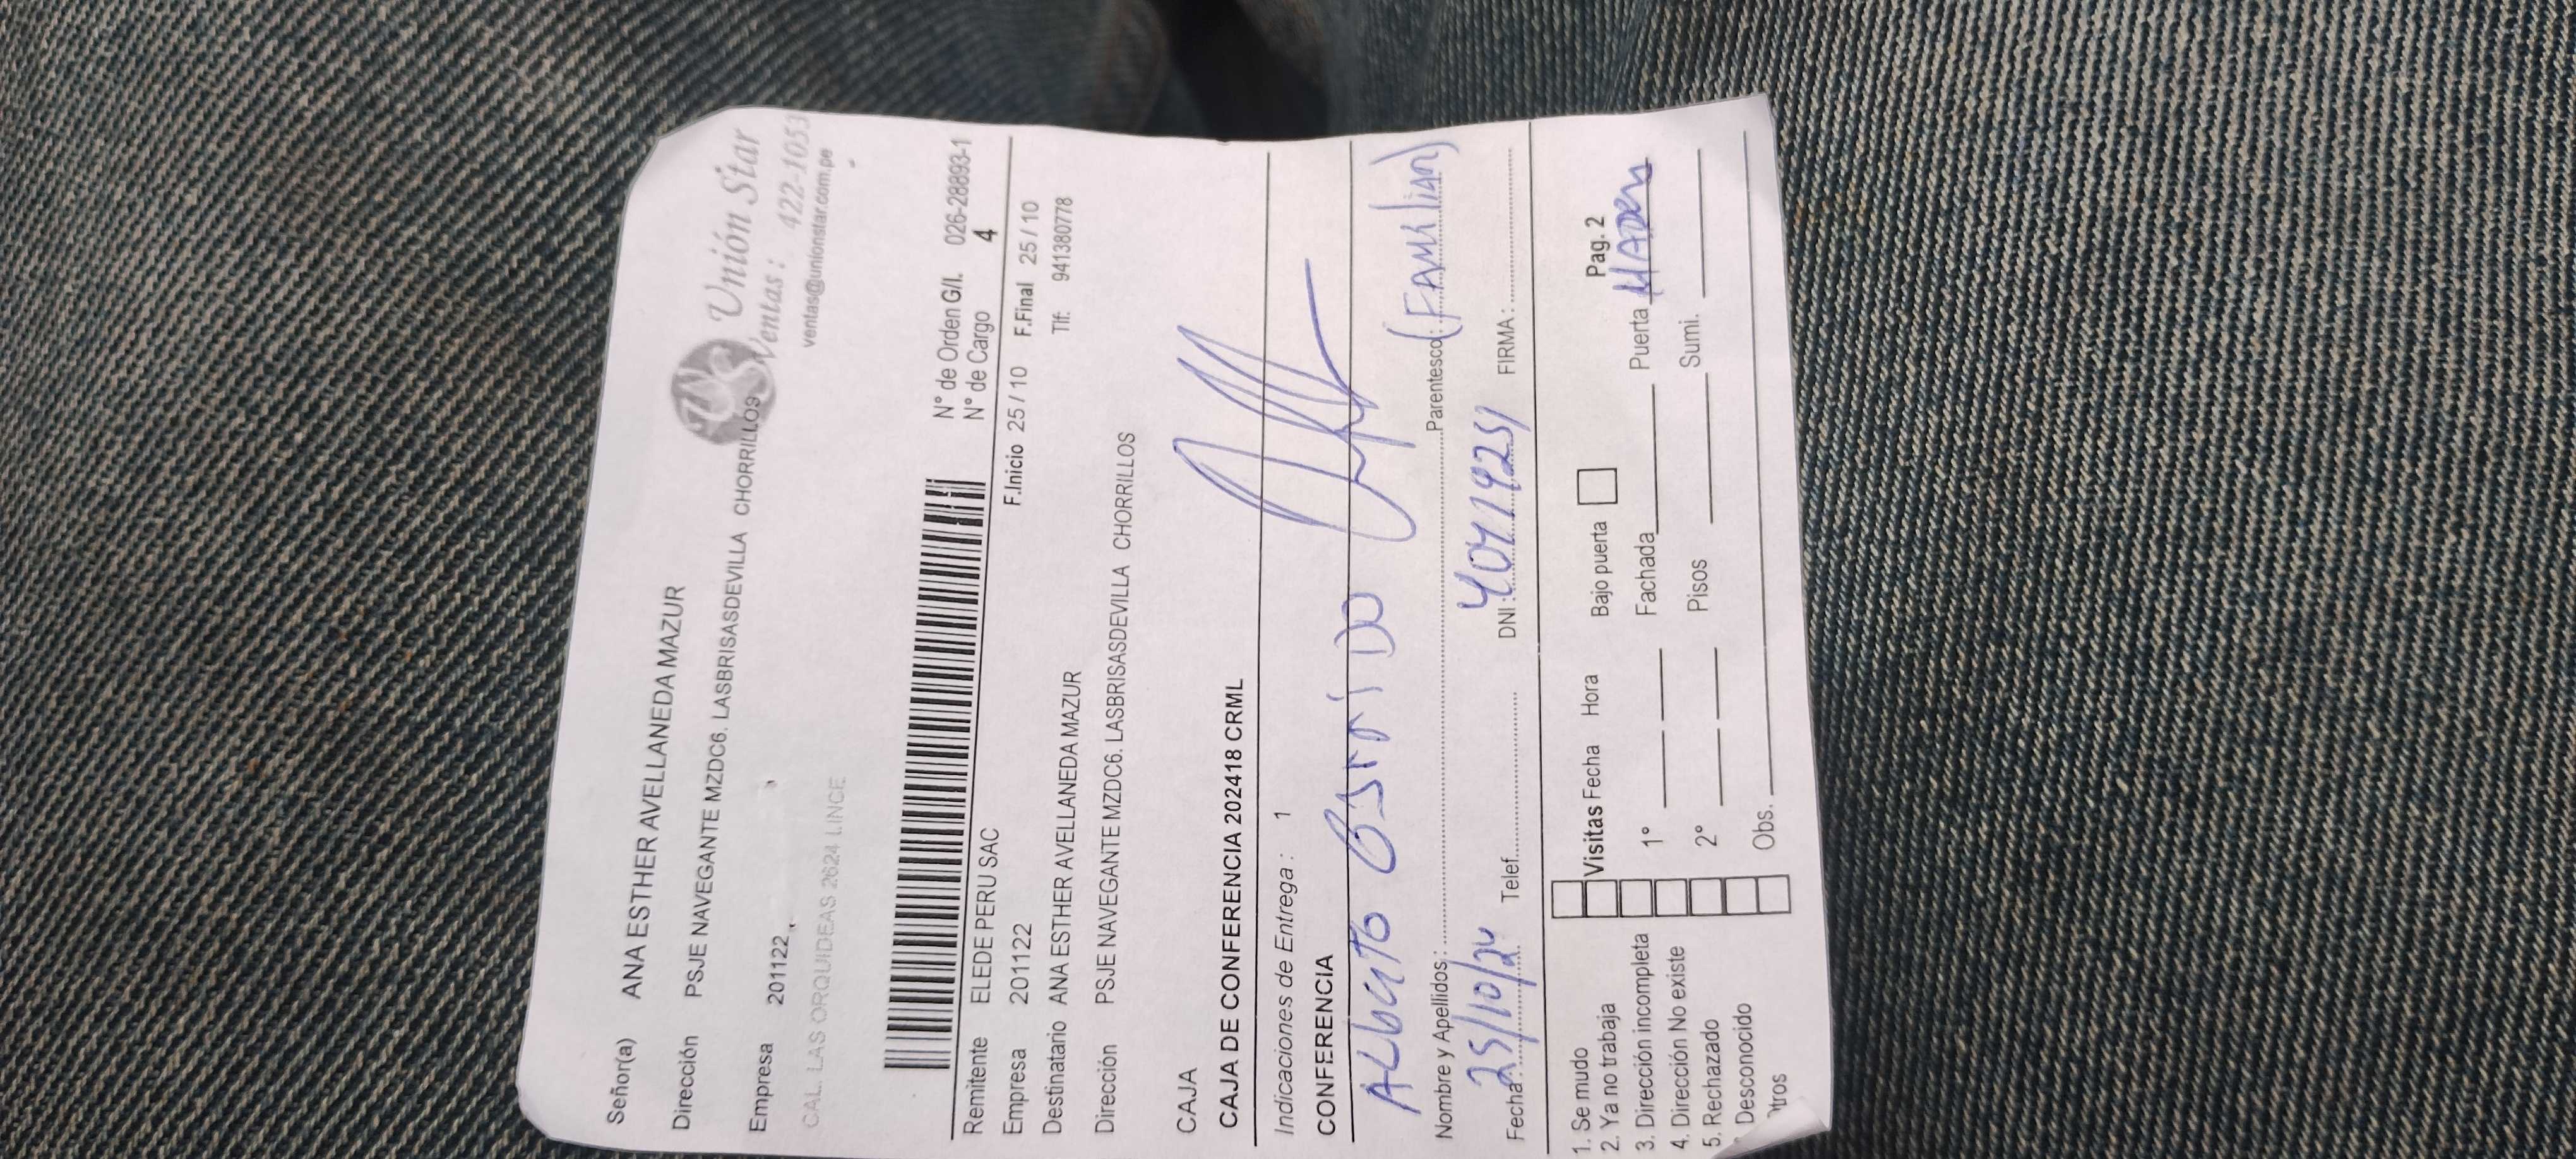 Señor(a) ANA ESTHER AVELLANEDA MAZUR
Unión Star
Dirección PSJE NAVEGANTE MZDC6. LASBRISASDEVILLA CHORRILLOS
Ventas: 422-1053
Empresa 201122
ventas@unionstar.com.pe
CAL. LAS ORQUIDEAS 2624 LINCE
N° de Orden G/I. 026-28893-1
Remitente ELEDE PERU SAC
N° de Cargo 4
Empresa 201122
F.Inicio 25 / 10 F.Final 25 / 10
Destinatario ANA ESTHER AVELLANEDA MAZUR
Tlf: 941380778
Dirección PSJE NAVEGANTE MZDC6. LASBRISASDEVILLA CHORRILLOS
CAJA
CAJA DE CONFERENCIA 202418 CRML
Indicaciones de Entrega : 1
CONFERENCIA
Nombre y Apellidos: Parentesco:
Fecha: 25/10/24 Telef. DNI: FIRMA:
1. Se mudo
2. Ya no trabaja
3. Dirección incompleta
4. Dirección No existe
5. Rechazado
Desconocido
Otros
Visitas Fecha Hora Bajo puerta Pag. 2
1° Fachada Puerta
2° Pisos Sumi.
Obs.